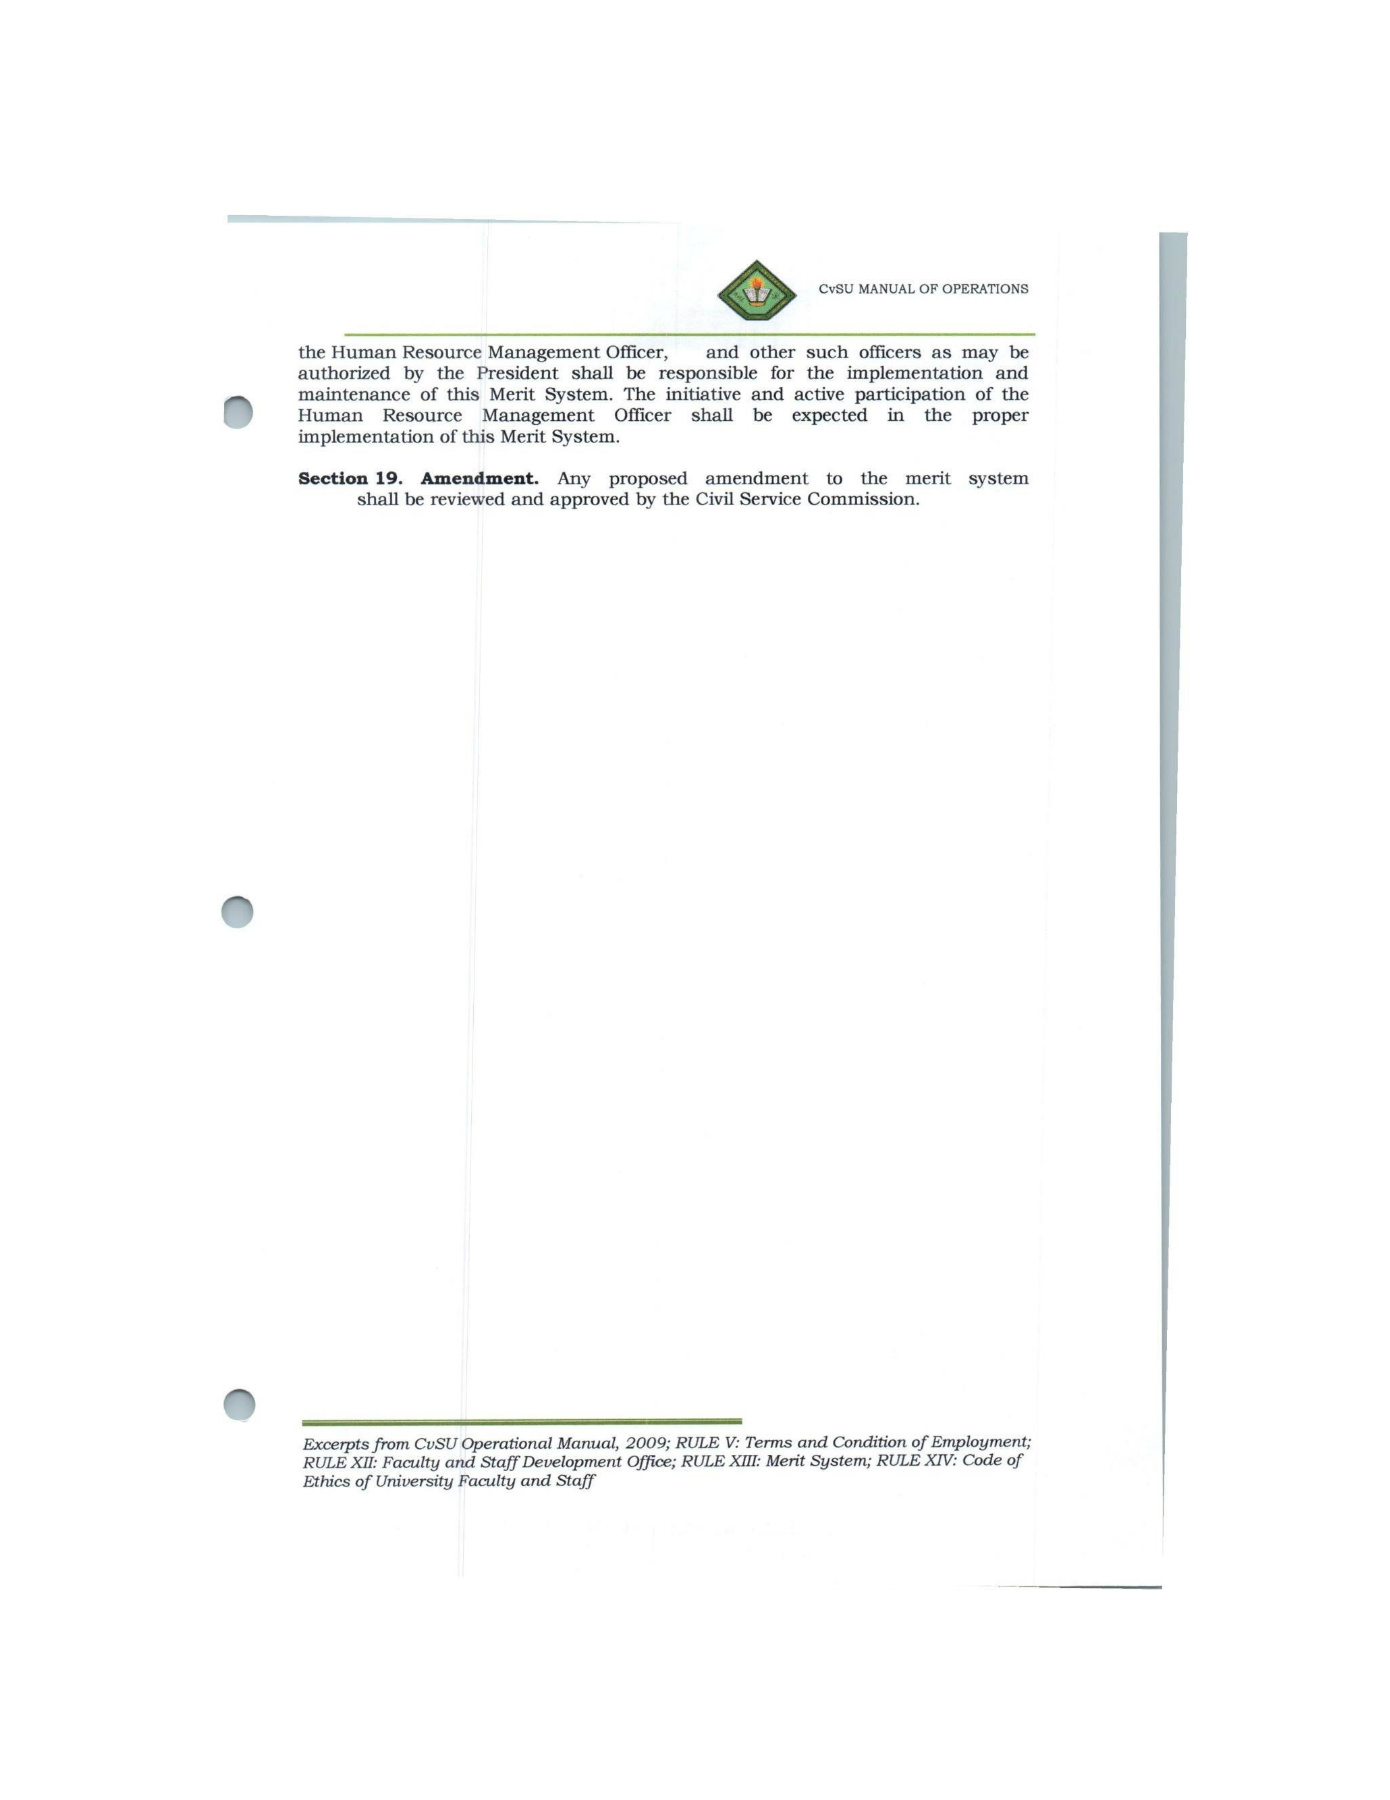 CvSU MANUAL OF OPERATIONS
the Human Resource Management Officer, and other such officers as may be
authorized by the President shall be responsible for the implementation and
maintenance of this Merit System. The initiative and active participation of the
Human Resource Management Officer shall be expected in the proper
implementation of this Merit System.
Section 19. Amendment. Any proposed amendment to the merit system
shall be reviewed and approved by the Civil Service Commission.
Excerpts from CvSU Operational Manual, 2009; RULE V: Terms and Condition of Employment;
RULE XII: Faculty and Staff Development Office; RULE XIII: Merit System; RULE XIV: Code of
Ethics of University Faculty and Staff